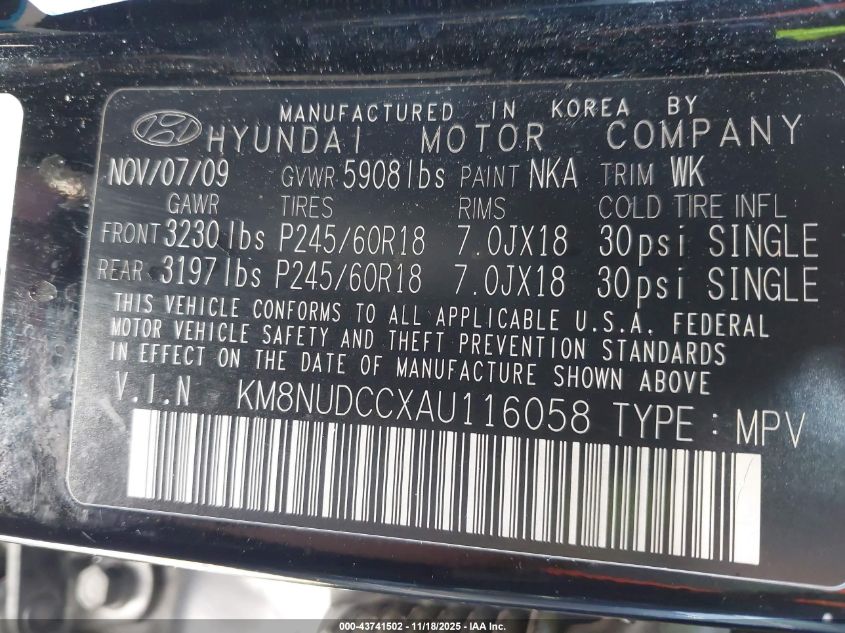 MANUFACTURED IN KOREA BY
HYUNDAI MOTOR COMPANY
NOV/07/09 GVWR 5908lbs PAINT NKA TRIM WK
GAWR TIRES RIMS COLD TIRE INFL
FRONT 3230lbs P245/60R18 7.0JX18 30psi SINGLE
REAR 3197lbs P245/60R18 7.0JX18 30psi SINGLE
THIS VEHICLE CONFORMS TO ALL APPLICABLE U.S.A. FEDERAL
MOTOR VEHICLE SAFETY AND THEFT PREVENTION STANDARDS
IN EFFECT ON THE DATE OF MANUFACTURE SHOWN ABOVE.
V.I.N KM8NUDCCXAU116058 TYPE : MPV
000-43741502 - 11/18/2025 - IAA Inc.